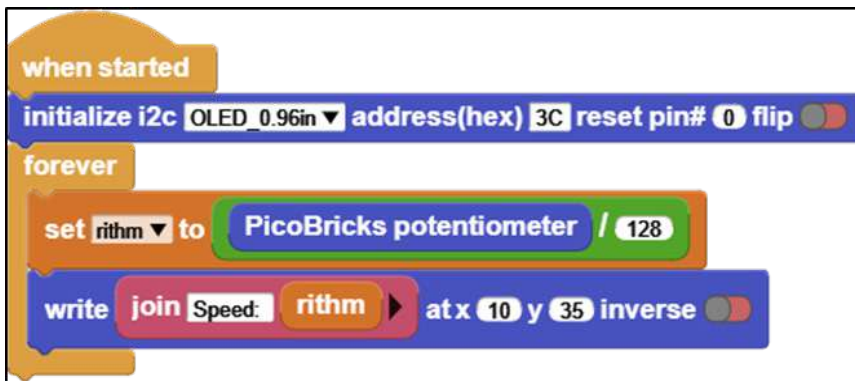 when started
initialize i2c OLED_0.96in address(hex) 3C reset pin# 0 flip
forever
set rithm to PicoBricks potentiometer / 128
write join Speed: rithm at x 10 y 35 inverse